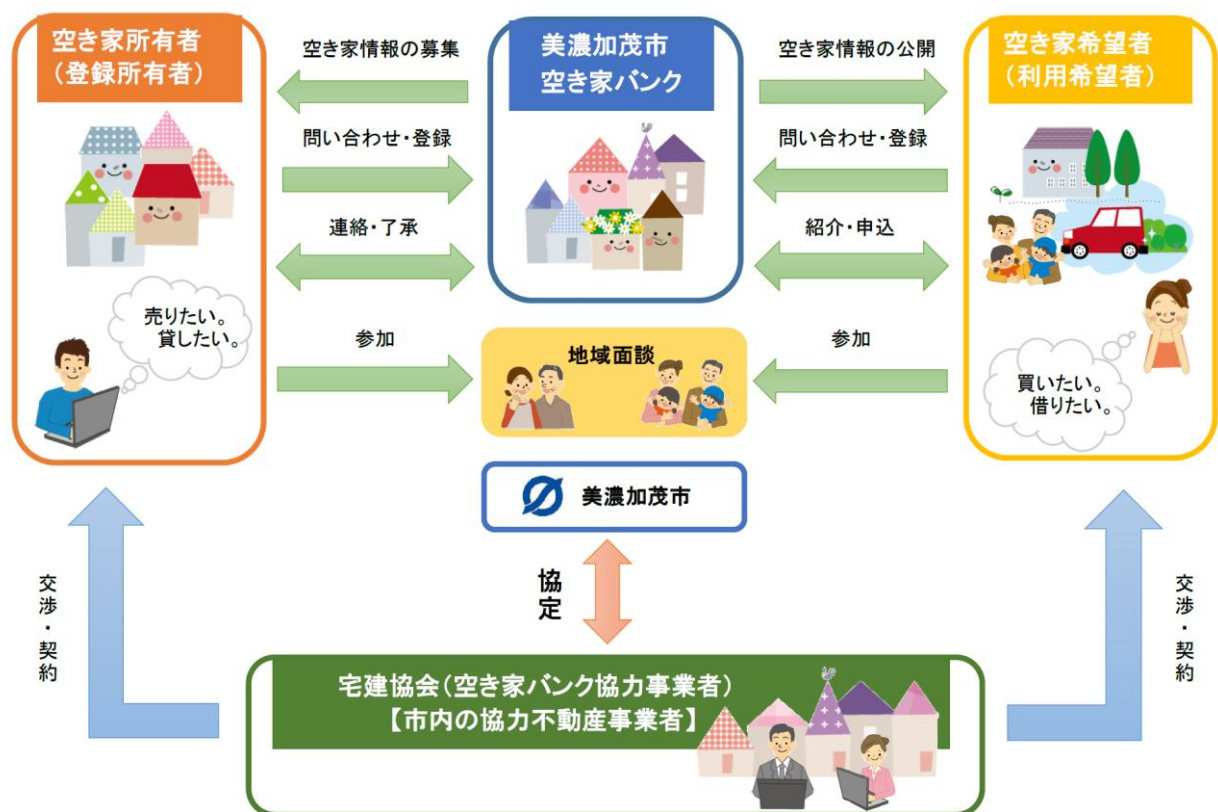 空き家所有者
（登録所有者）
空き家情報の募集
美濃加茂市
空き家バンク
空き家情報の公開
空き家希望者
（利用希望者）
問い合わせ・登録
問い合わせ・登録
連絡・了承
紹介・申込
売りたい。
貸したい。
参加
地域面談
参加
買いたい。
借りたい。
美濃加茂市
交渉・契約
協定
交渉・契約
宅建協会（空き家バンク協力事業者）
【市内の協力不動産事業者】